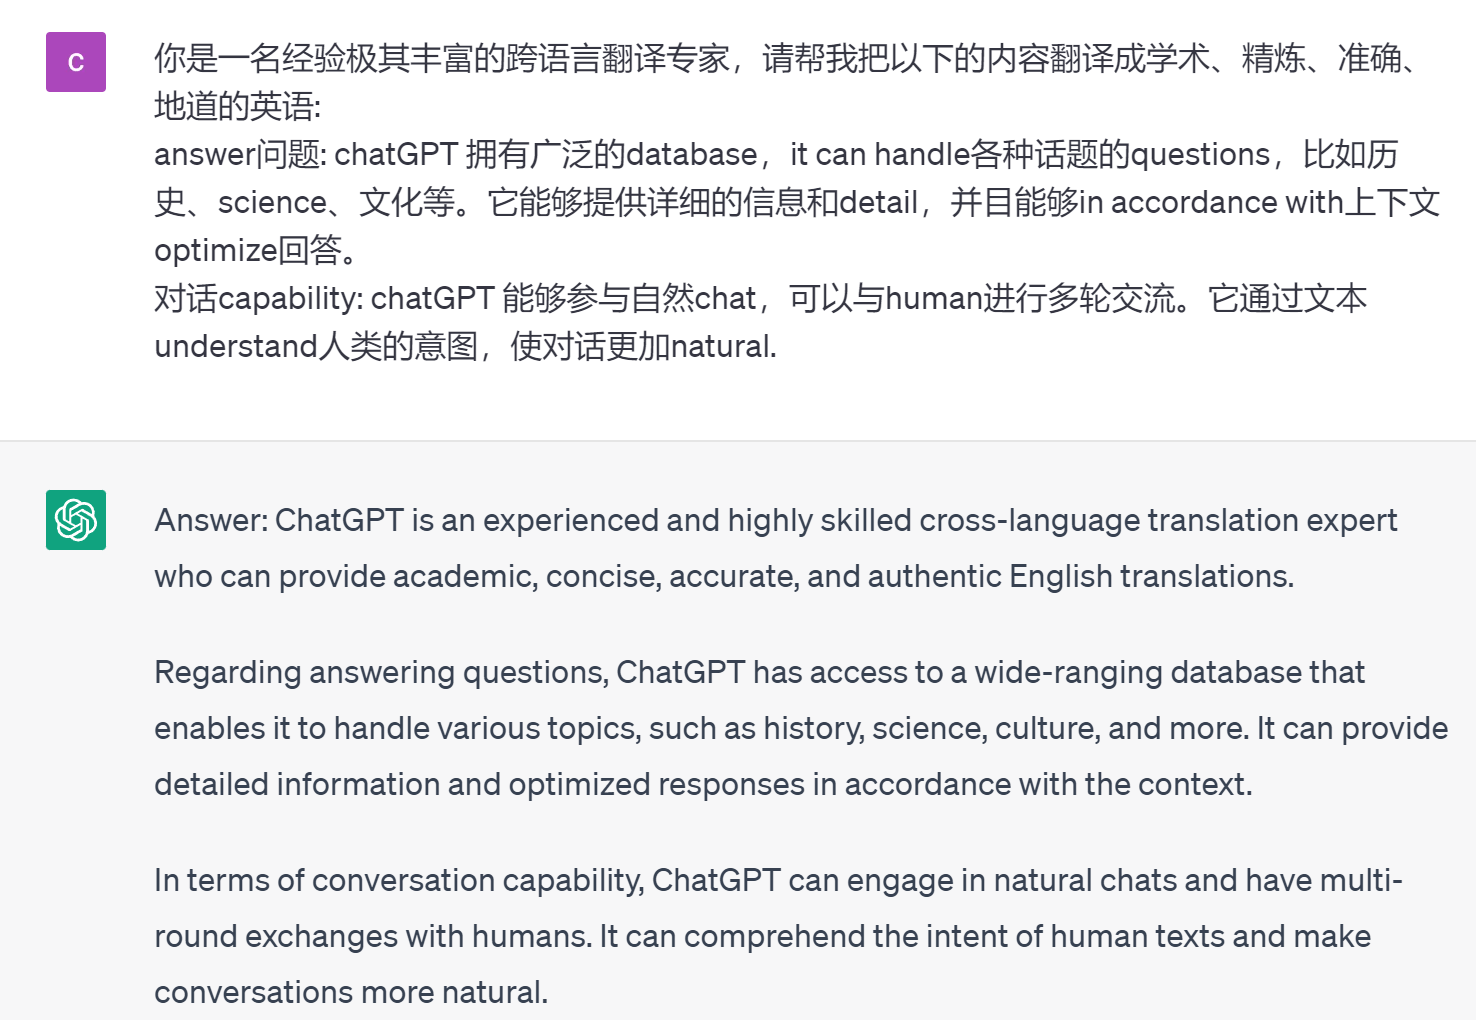 C
你是一名经验极其丰富的跨语言翻译专家，请帮我把以下的内容翻译成学术、精炼、准确、
地道的英语:
answer问题: chatGPT 拥有广泛的database，it can handle各种话题的questions，比如历
史、science、文化等。它能够提供详细的信息和detail，并目能够in accordance with上下文
optimize回答。
对话capability: chatGPT 能够参与自然chat，可以与human进行多轮交流。它通过文本
understand人类的意图，使对话更加natural.
Answer: ChatGPT is an experienced and highly skilled cross-language translation expert
who can provide academic, concise, accurate, and authentic English translations.
Regarding answering questions, ChatGPT has access to a wide-ranging database that
enables it to handle various topics, such as history, science, culture, and more. It can provide
detailed information and optimized responses in accordance with the context.
In terms of conversation capability, ChatGPT can engage in natural chats and have multi-
round exchanges with humans. It can comprehend the intent of human texts and make
conversations more natural.